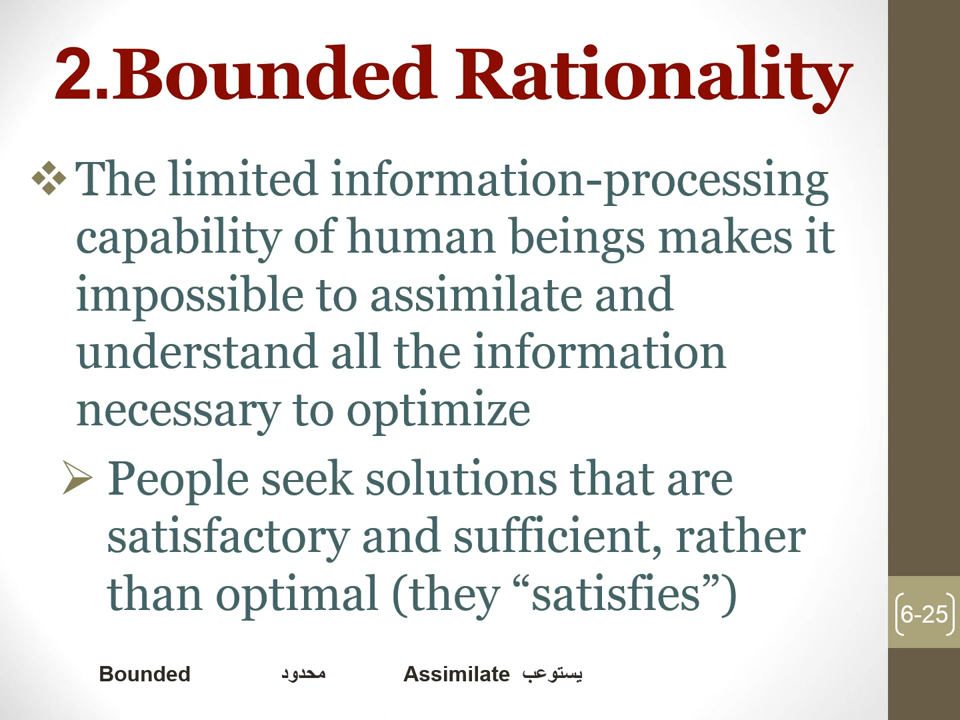 2.Bounded Rationality
The limited information-processing
capability of human beings makes it
impossible to assimilate and
understand all the information
necessary to optimize
People seek solutions that are
satisfactory and sufficient, rather
than optimal (they “satisfies”)
6-25
Bounded محدود Assimilate يستوعب